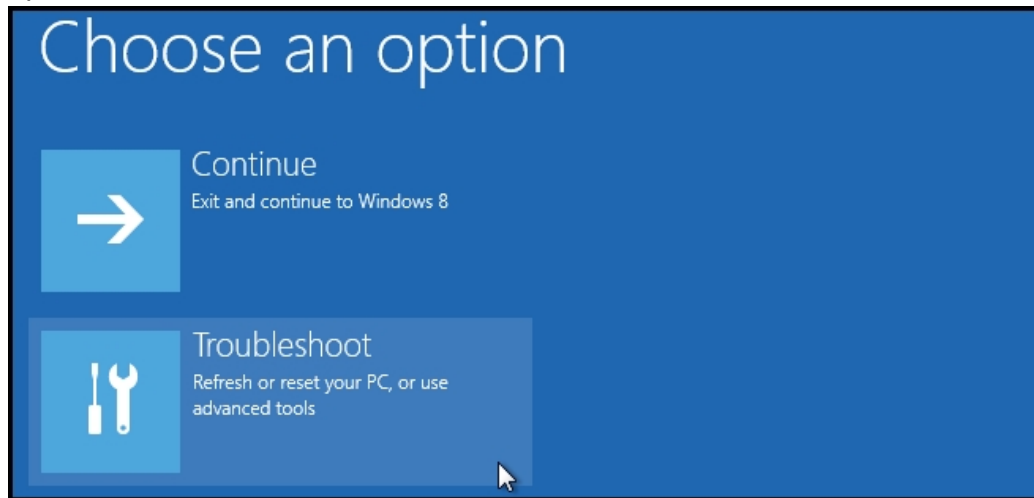 Choose an option
Continue
Exit and continue to Windows 8
Troubleshoot
Refresh or reset your PC, or use
advanced tools